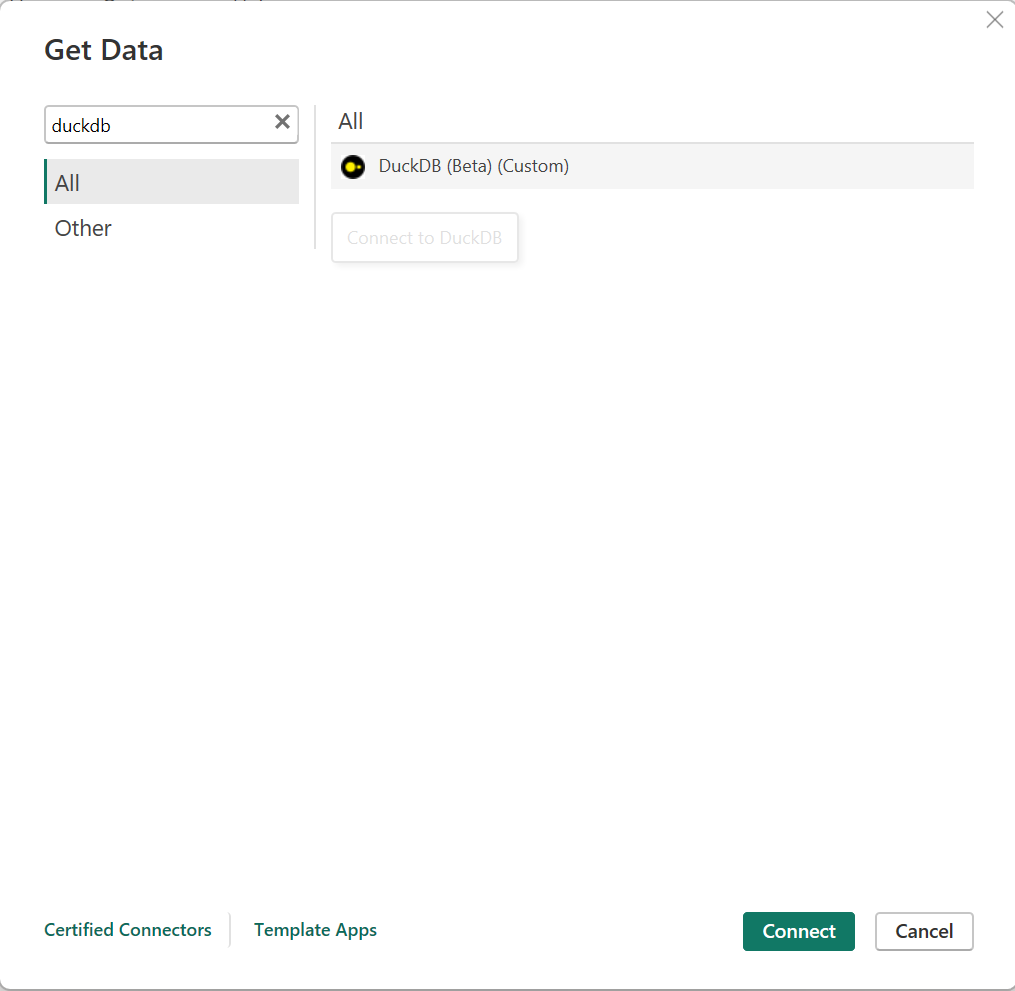 Get Data
duckdb
All
Other
All
DuckDB (Beta) (Custom)
Connect to DuckDB
Certified Connectors
Template Apps
Connect
Cancel